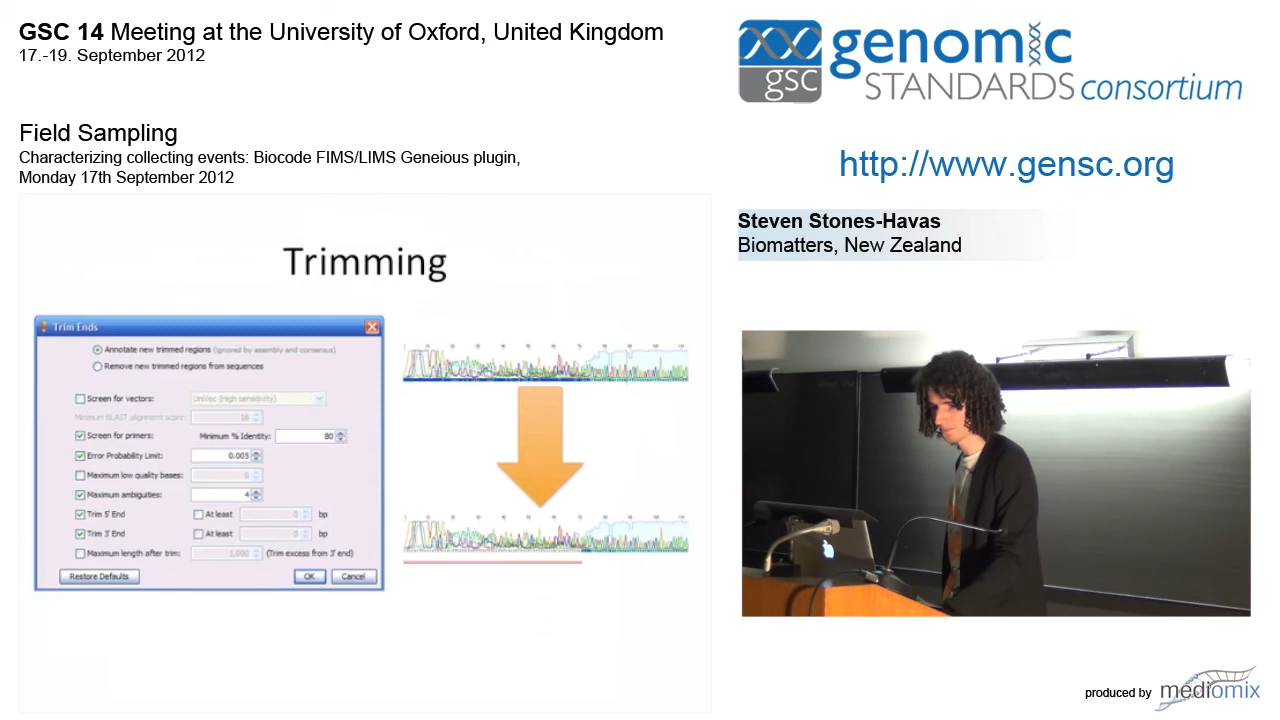 GSC 14 Meeting at the University of Oxford, United Kingdom
17.-19. September 2012
genomic
gsc
STANDARDS consortium
Field Sampling
Characterizing collecting events: Biocode FIMS/LIMS Geneious plugin,
Monday 17th September 2012
http://www.gensc.org
Steven Stones-Havas
Biomatters, New Zealand
Trimming
Trim Ends
Annotate new trimmed regions (ignored by assembly and consensus)
Remove new trimmed regions from sequences
Screen for vectors: UniVec (High sensitivity)
Minimum BLAST alignment score: 16
Screen for primers: Minimum % Identity: 80
Error Probability Limit: 0.005
Maximum low quality bases: 0
Maximum ambiguities: 4
Trim 5' End At least 0 bp
Trim 3' End At least 0 bp
Maximum length after trim: 1,000 (Trim excess from 3' end)
Restore Defaults OK Cancel
produced by mediomix